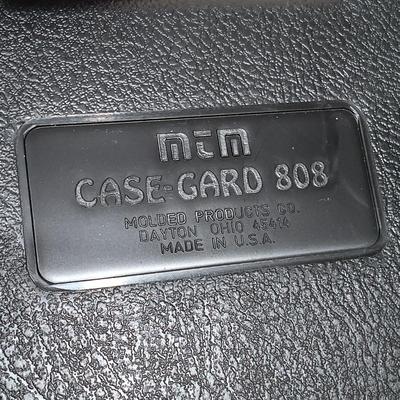 MTM
CASE-GARD 808
MOLDED PRODUCTS CO.
DAYTON OHIO 45414
MADE IN U.S.A.